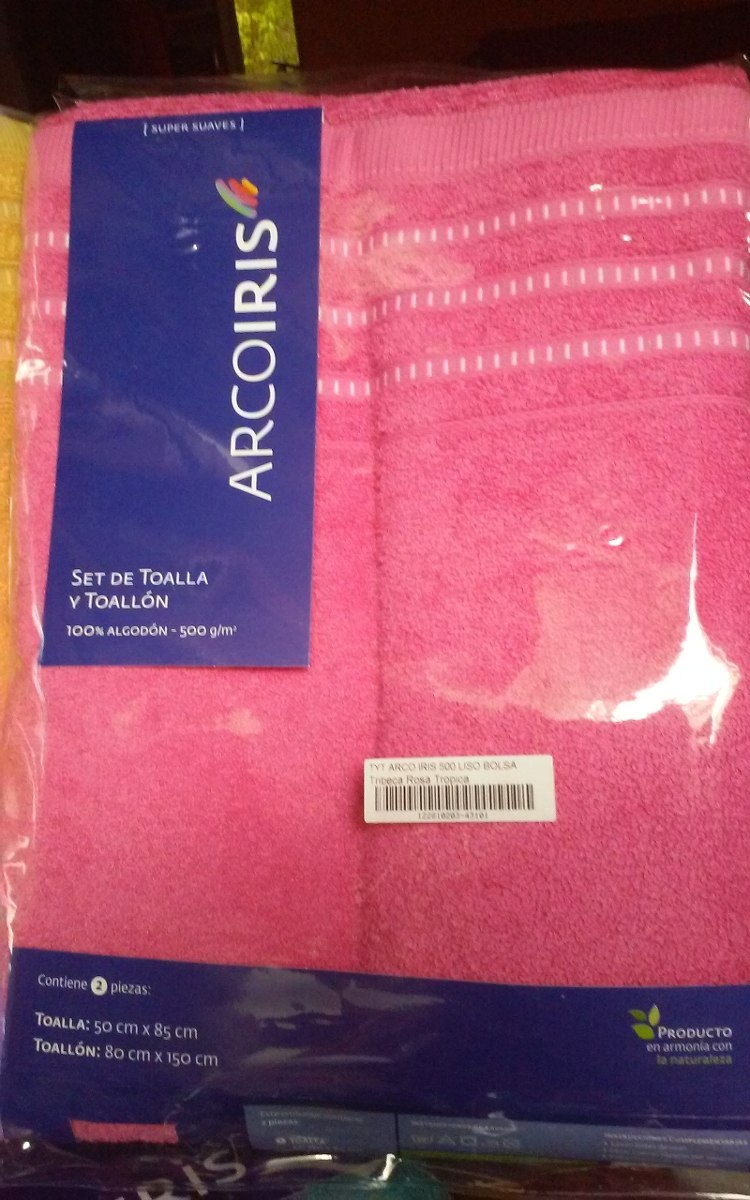 [ SUPER SUAVES ]
ARCOIRIS
SET DE TOALLA
Y TOALLÓN
100% ALGODÓN - 500 g/m²
TYT ARCO IRIS 500 LISO BOLSA
Tribeca Rosa Tropica
Contiene 2 piezas:
TOALLA: 50 cm x 85 cm
TOALLÓN: 80 cm x 150 cm
PRODUCTO
en armonía con
la naturaleza
2 piezas:
IRIS